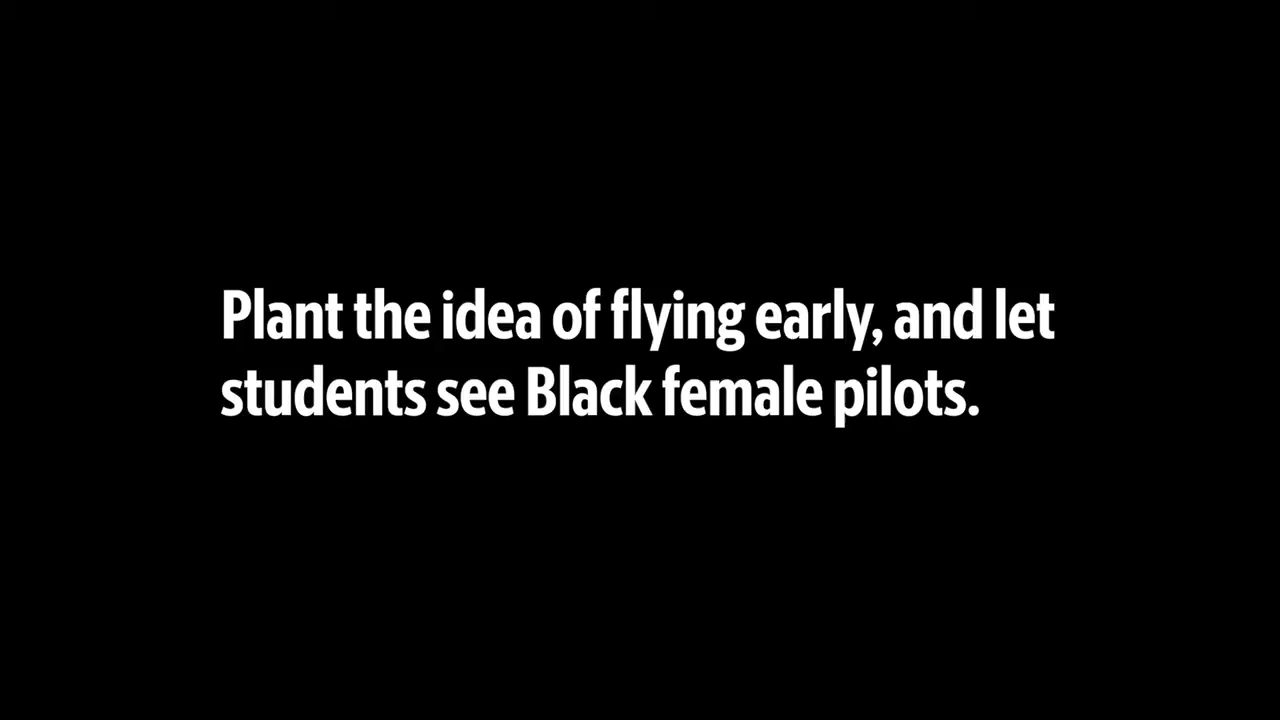 Plant the idea of flying early, and let
students see Black female pilots.